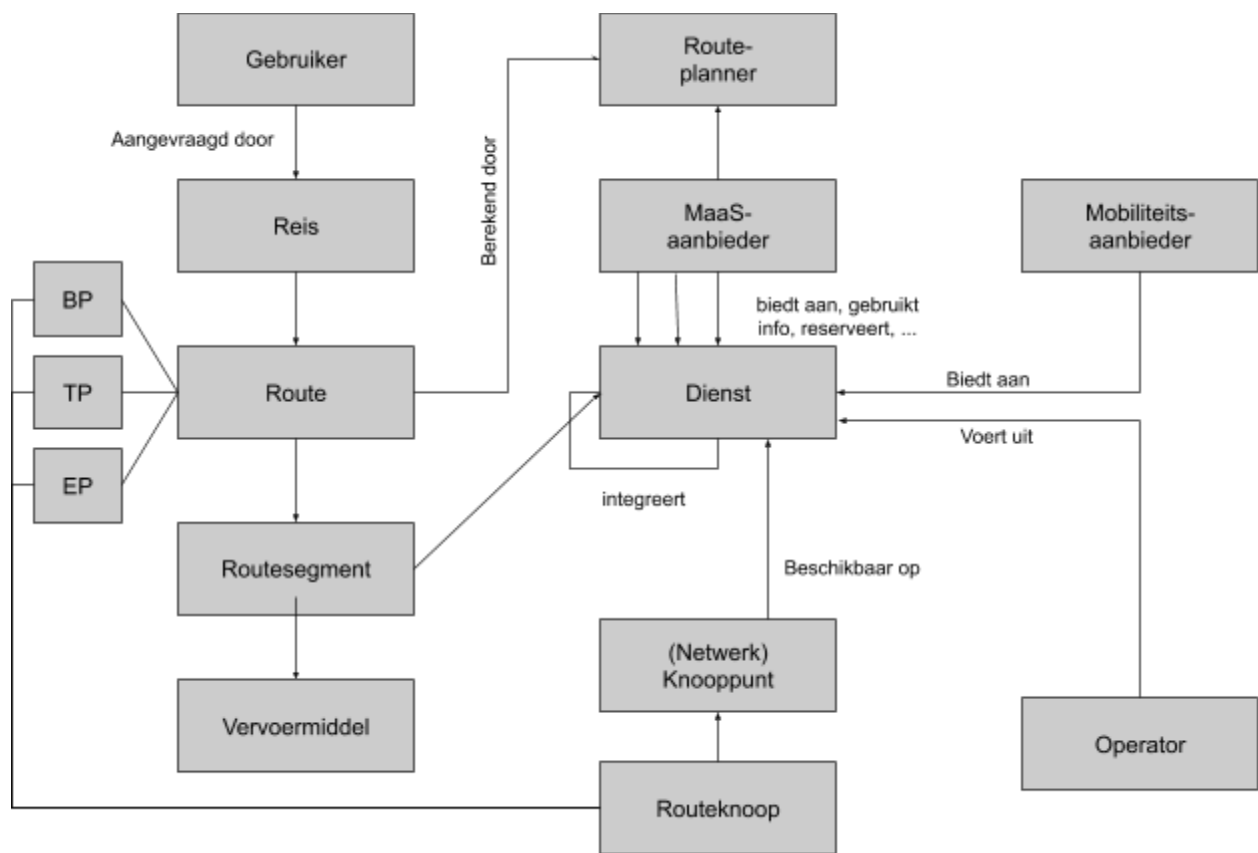 Gebruiker
Route-
planner
Aangevraagd door
Berekend door
Reis
MaaS-
aanbieder
Mobiliteits-
aanbieder
BP
biedt aan, gebruikt
info, reserveert, ...
TP
Route
Dienst
Biedt aan
Voert uit
EP
integreert
Routesegment
Beschikbaar op
(Netwerk)
Knooppunt
Vervoermiddel
Operator
Routeknoop